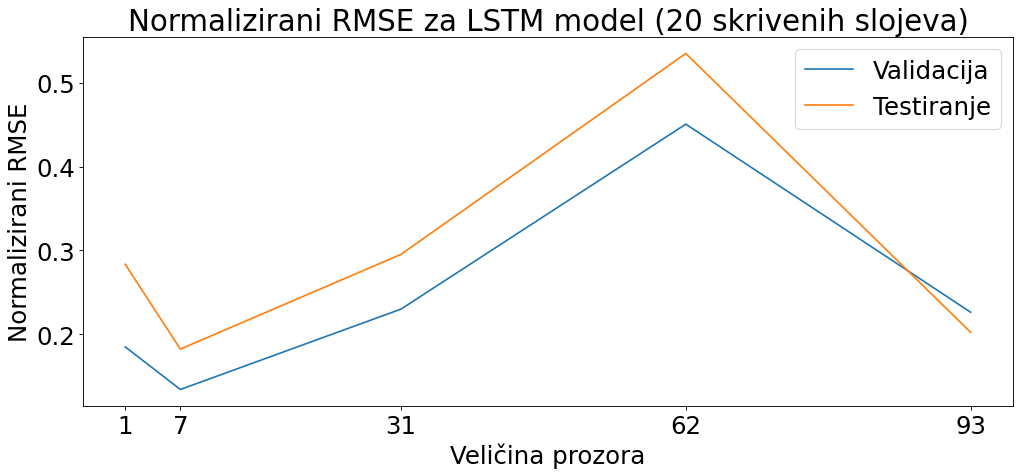 Normalizirani RMSE za LSTM model (20 skrivenih slojeva)
Validacija
Testiranje
Normalizirani RMSE
0.5
0.4
0.3
0.2
1 7 31 62 93
Veličina prozora